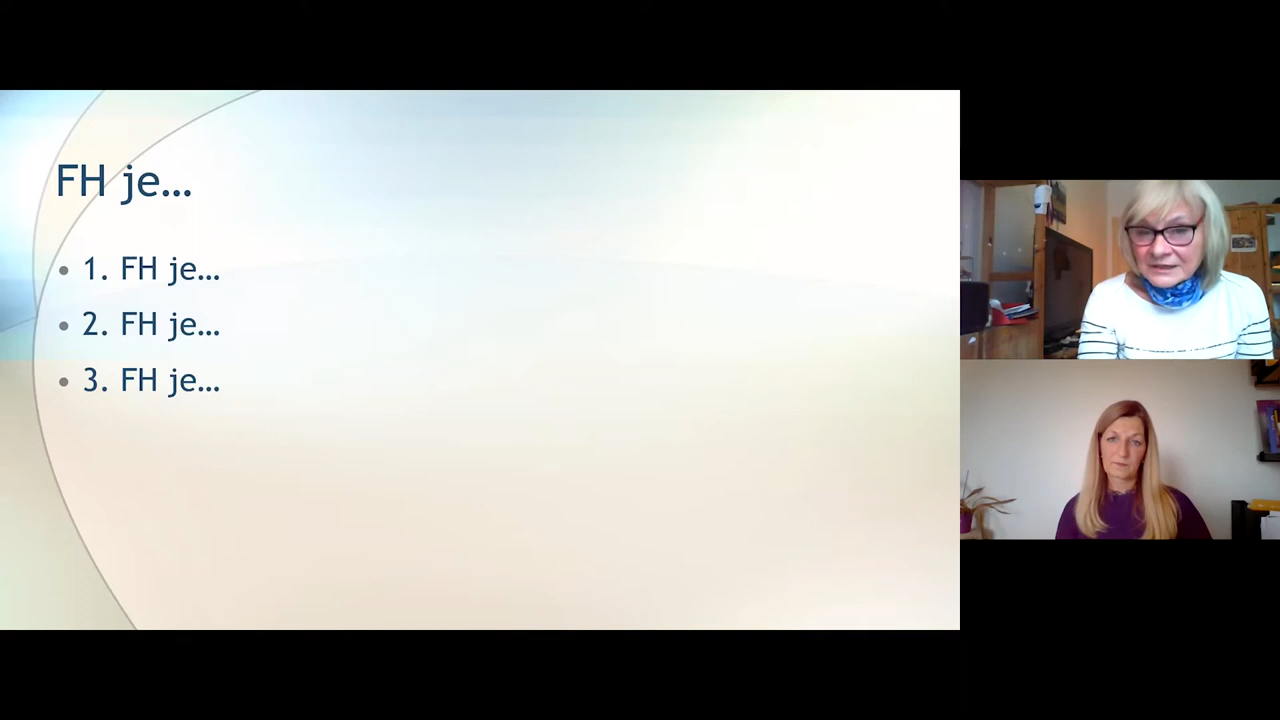 FH je...
• 1. FH je...
• 2. FH je...
• 3. FH je...